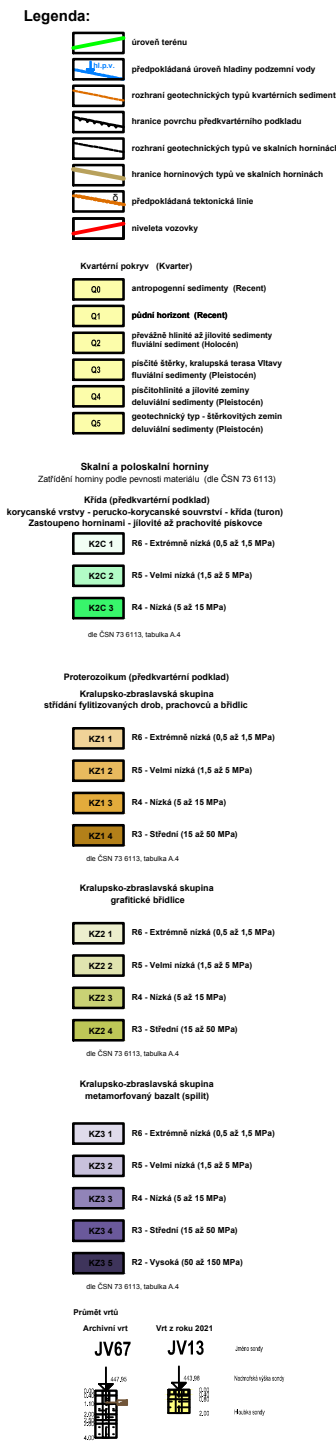 Legenda:
úroveň terénu
hl.p.v.
předpokládaná úroveň hladiny podzemní vody
rozhraní geotechnických typů kvartérních sediment
hranice povrchu předkvartérního podkladu
rozhraní geotechnických typů ve skalních horninách
hranice horninových typů ve skalních horninách
předpokládaná tektonická linie
niveleta vozovky
Kvartérní pokryv (Kvarter)
Q0 antropogenní sedimenty (Recent)
Q1 půdní horizont (Recent)
převážně hlinité až jílovité sedimenty
Q2
fluviální sediment (Holocén)
písčité štěrky, kralupská terasa Vltavy
Q3
fluviální sedimenty (Pleistocén)
písčitohlinité a jílovité zeminy
Q4
deluviální sedimenty (Pleistocén)
geotechnický typ - štěrkovitých zemin
Q5
deluviální sedimenty (Pleistocén)
Skalní a poloskalní horniny
Zatřídění horniny podle pevnosti materiálu (dle ČSN 73 6113)
Křída (předkvartérní podklad)
korycanské vrstvy - perucko-korycanské souvrství - křída (turon)
Zastoupeno horninami - jílovité až prachovité pískovce
K2C 1 R6 - Extrémně nízká (0,5 až 1,5 MPa)
K2C 2 R5 - Velmi nízká (1,5 až 5 MPa)
K2C 3 R4 - Nízká (5 až 15 MPa)
dle ČSN 73 6113, tabulka A.4
Proterozoikum (předkvartérní podklad)
Kralupsko-zbraslavská skupina
střídání fylitizovaných drob, prachovců a břidlic
KZ1 1 R6 - Extrémně nízká (0,5 až 1,5 MPa)
KZ1 2 R5 - Velmi nízká (1,5 až 5 MPa)
KZ1 3 R4 - Nízká (5 až 15 MPa)
KZ1 4 R3 - Střední (15 až 50 MPa)
dle ČSN 73 6113, tabulka A.4
Kralupsko-zbraslavská skupina
grafitické břidlice
KZ2 1 R6 - Extrémně nízká (0,5 až 1,5 MPa)
KZ2 2 R5 - Velmi nízká (1,5 až 5 MPa)
KZ2 3 R4 - Nízká (5 až 15 MPa)
KZ2 4 R3 - Střední (15 až 50 MPa)
dle ČSN 73 6113, tabulka A.4
Kralupsko-zbraslavská skupina
metamorfovaný bazalt (spilit)
KZ3 1 R6 - Extrémně nízká (0,5 až 1,5 MPa)
KZ3 2 R5 - Velmi nízká (1,5 až 5 MPa)
KZ3 3 R4 - Nízká (5 až 15 MPa)
KZ3 4 R3 - Střední (15 až 50 MPa)
KZ3 5 R2 - Vysoká (50 až 150 MPa)
dle ČSN 73 6113, tabulka A.4
Průmět vrtů
Archivní vrt Vrt z roku 2021
JV67 JV13 Jméno sondy
447,95 443,98 Nadmořská výška sondy
2,00 Hloubka sondy
4,00